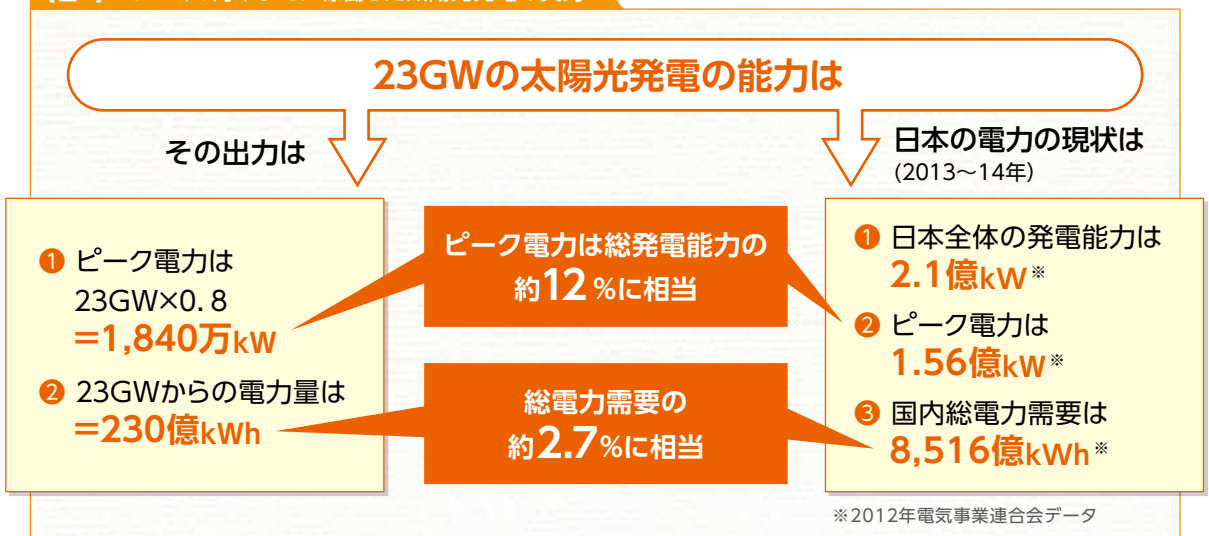 23GWの太陽光発電の能力は
その出力は
❶ ピーク電力は
23GW×0.8
=1,840万kW
❷ 23GWからの電力量は
=230億kWh
ピーク電力は総発電能力の
約12%に相当
総電力需要の
約2.7%に相当
日本の電力の現状は
(2013〜14年)
❶ 日本全体の発電能力は
2.1億kW※
❷ ピーク電力は
1.56億kW※
❸ 国内総電力需要は
8,516億kWh※
※2012年電気事業連合会データ